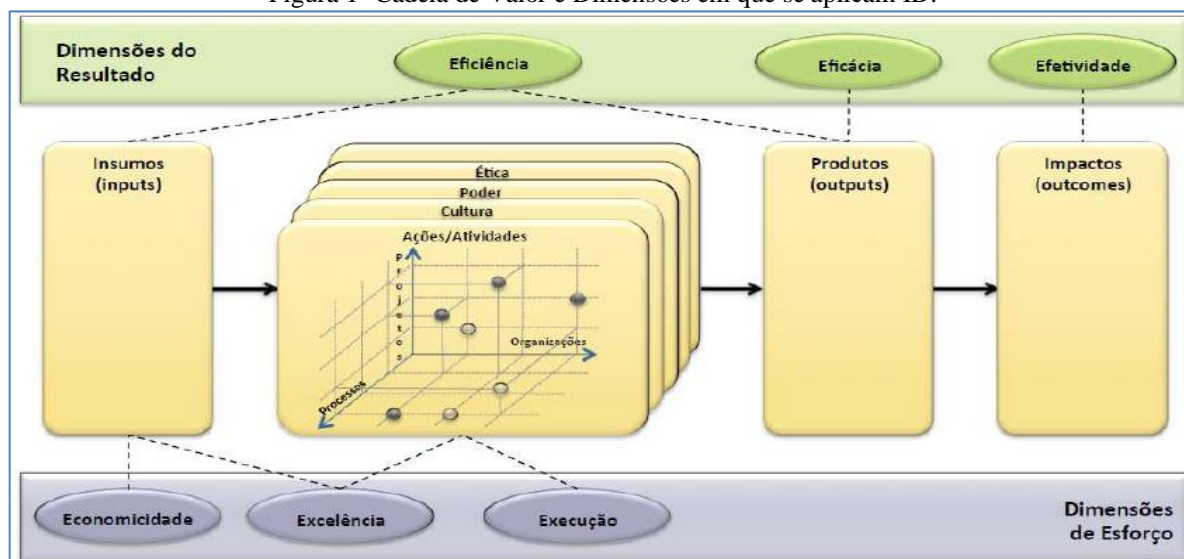 Figura 1- Cadeia de Valor e Dimensões em que se aplicam ID.
Dimensões do
Resultado
Eficiência
Eficácia
Efetividade
Insumos
(inputs)
Ética
Poder
Cultura
Ações/Atividades
Projetos
Organizações
Processos
Produtos
(outputs)
Impactos
(outcomes)
Economicidade
Excelência
Execução
Dimensões
de Esforço